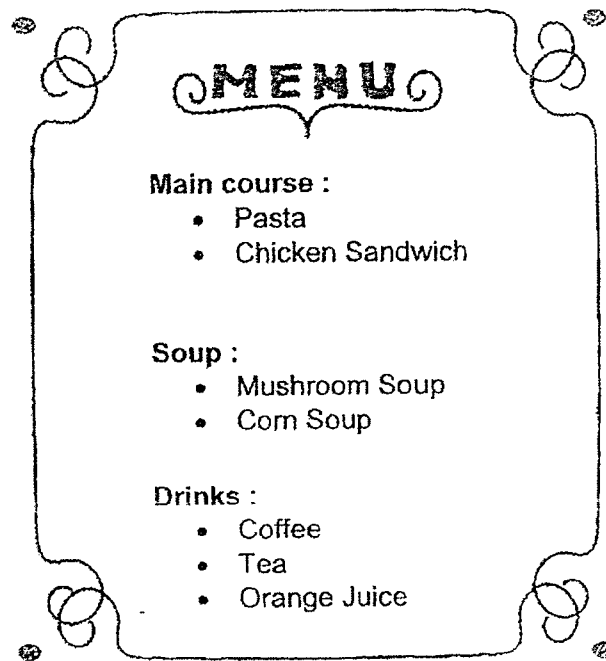 MENU
Main course :
• Pasta
• Chicken Sandwich
Soup :
• Mushroom Soup
• Corn Soup
Drinks :
• Coffee
• Tea
• Orange Juice